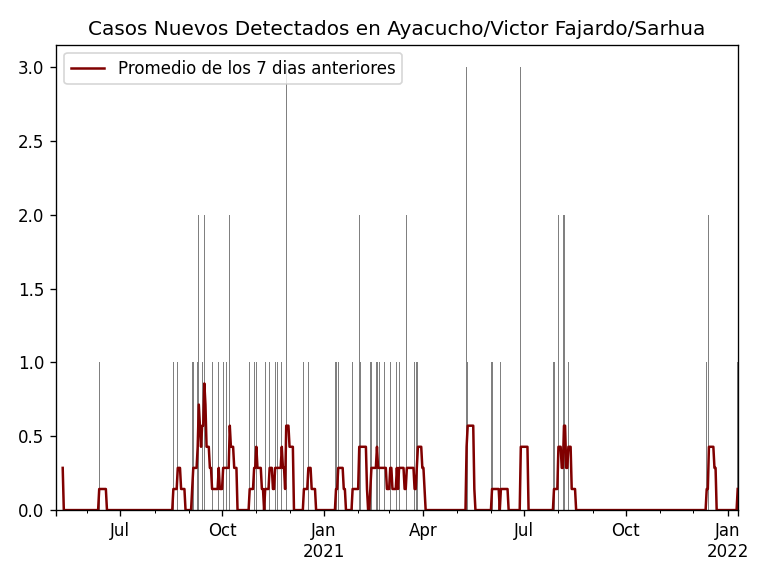 Casos Nuevos Detectados en Ayacucho/Victor Fajardo/Sarhua
Promedio de los 7 dias anteriores
3.0
2.5
2.0
1.5
1.0
0.5
0.0
Jul Oct Jan Apr Jul Oct Jan
2021 2022